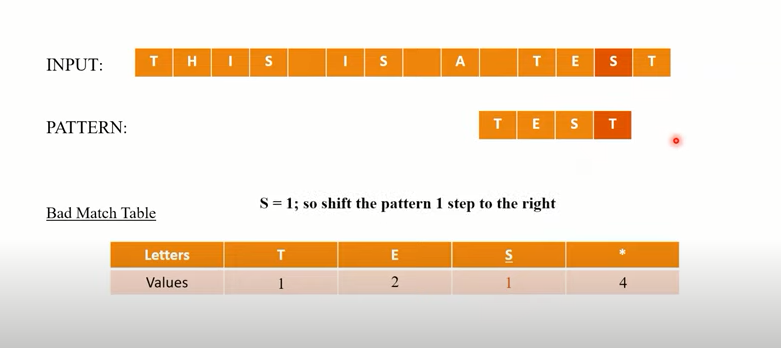 INPUT: T H I S I S A T E S T
PATTERN: T E S T
S = 1; so shift the pattern 1 step to the right
Bad Match Table
Letters T E S *
Values 1 2 1 4